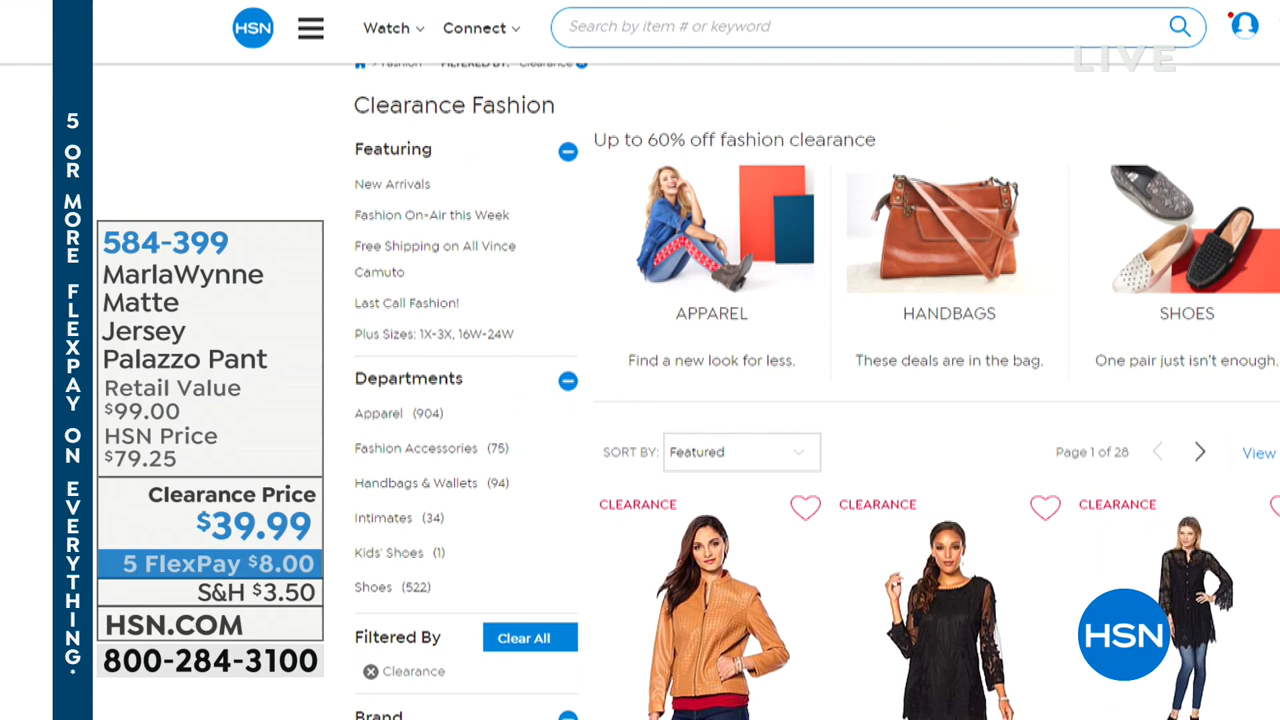 HSN
Watch
Connect
Search by item # or keyword
LIVE
Fashion FILTERED BY: Clearance
5 OR MORE FLEXPAY ON EVERYTHING.
584-399
MarlaWynne
Matte
Jersey
Palazzo Pant
Retail Value
$99.00
HSN Price
$79.25
Clearance Price
$39.99
5 FlexPay $8.00
S&H $3.50
HSN.COM
800-284-3100
Clearance Fashion
Featuring
New Arrivals
Fashion On-Air this Week
Free Shipping on All Vince
Camuto
Last Call Fashion!
Plus Sizes: 1X-3X, 16W-24W
Departments
Apparel (904)
Fashion Accessories (75)
Handbags & Wallets (94)
Intimates (34)
Kids' Shoes (1)
Shoes (522)
Filtered By
Clear All
Clearance
Brand
Up to 60% off fashion clearance
APPAREL
Find a new look for less.
HANDBAGS
These deals are in the bag.
SHOES
One pair just isn't enough.
SORT BY: Featured
Page 1 of 28
View
CLEARANCE
CLEARANCE
CLEARANCE
HSN